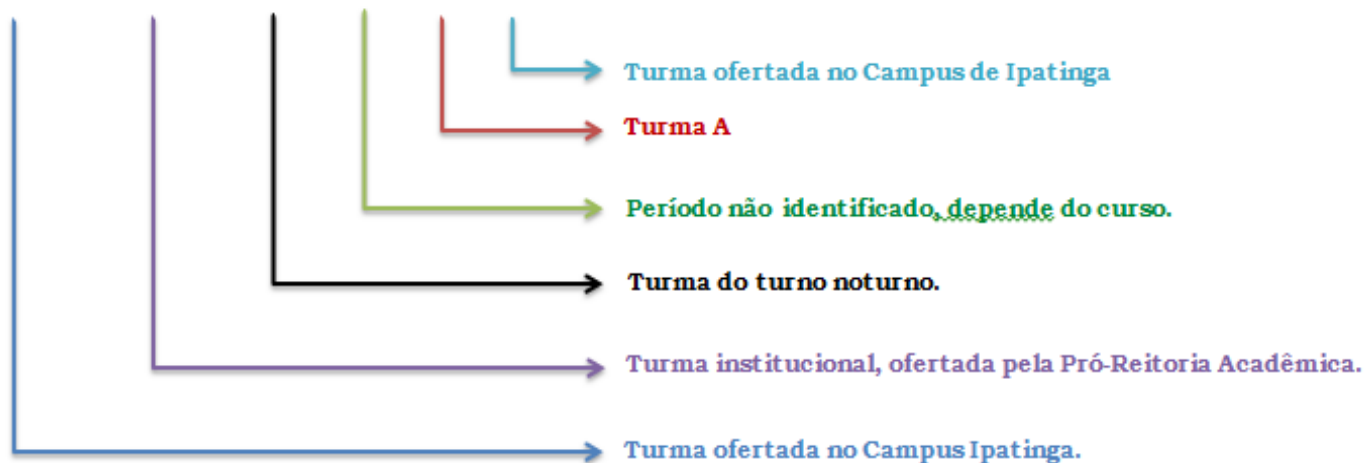 Turma ofertada no Campus de Ipatinga
Turma A
Período não identificado, depende do curso.
Turma do turno noturno.
Turma institucional, ofertada pela Pró-Reitoria Acadêmica.
Turma ofertada no Campus Ipatinga.